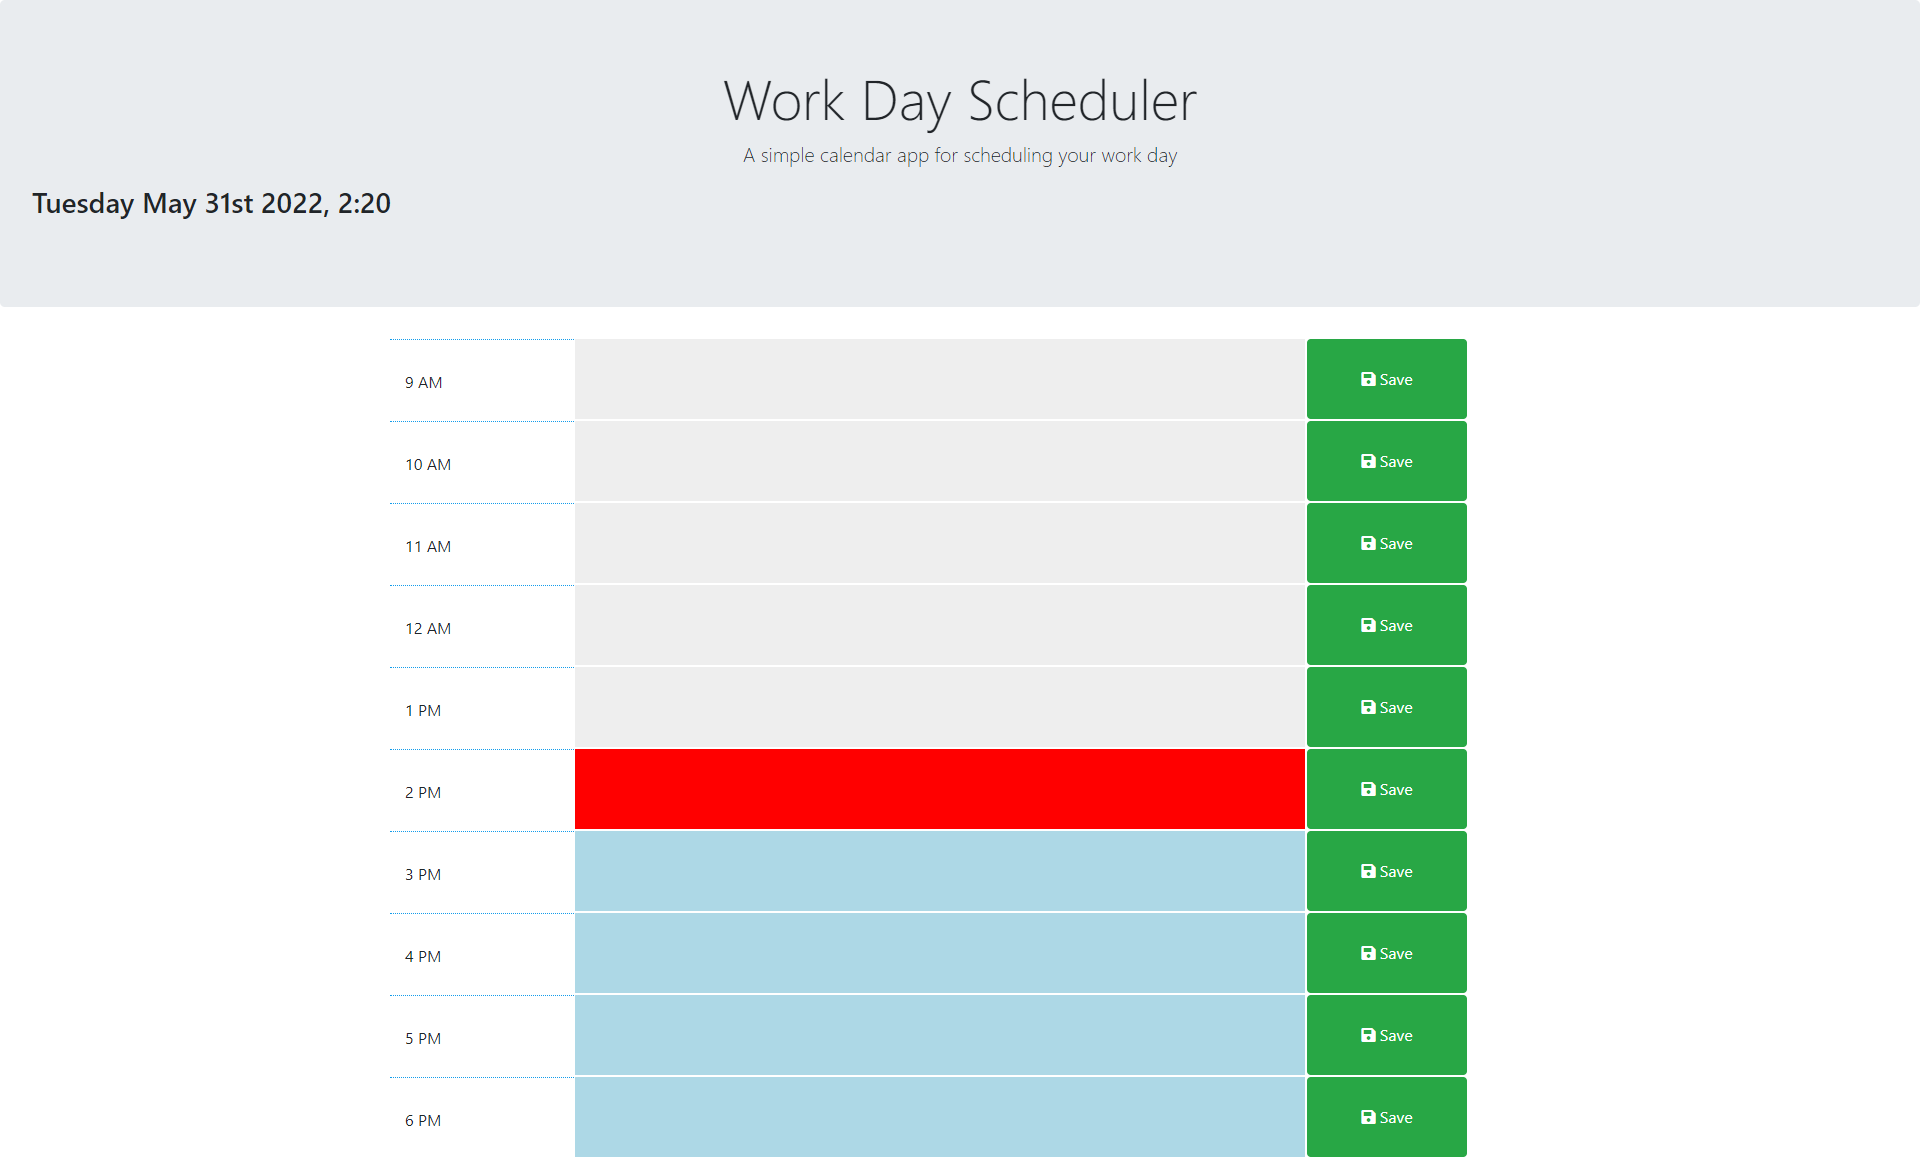 Work Day Scheduler
A simple calendar app for scheduling your work day
Tuesday May 31st 2022, 2:20
9 AM Save
10 AM Save
11 AM Save
12 AM Save
1 PM Save
2 PM Save
3 PM Save
4 PM Save
5 PM Save
6 PM Save